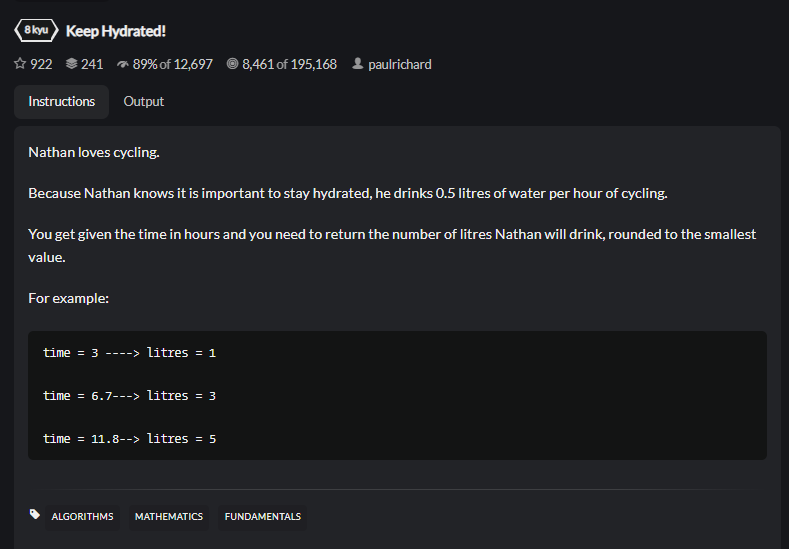 8 kyu Keep Hydrated!
922 241 89% of 12,697 8,461 of 195,168 paulrichard
Instructions Output
Nathan loves cycling.
Because Nathan knows it is important to stay hydrated, he drinks 0.5 litres of water per hour of cycling.
You get given the time in hours and you need to return the number of litres Nathan will drink, rounded to the smallest
value.
For example:
time = 3 ----> litres = 1
time = 6.7---> litres = 3
time = 11.8--> litres = 5
ALGORITHMS MATHEMATICS FUNDAMENTALS